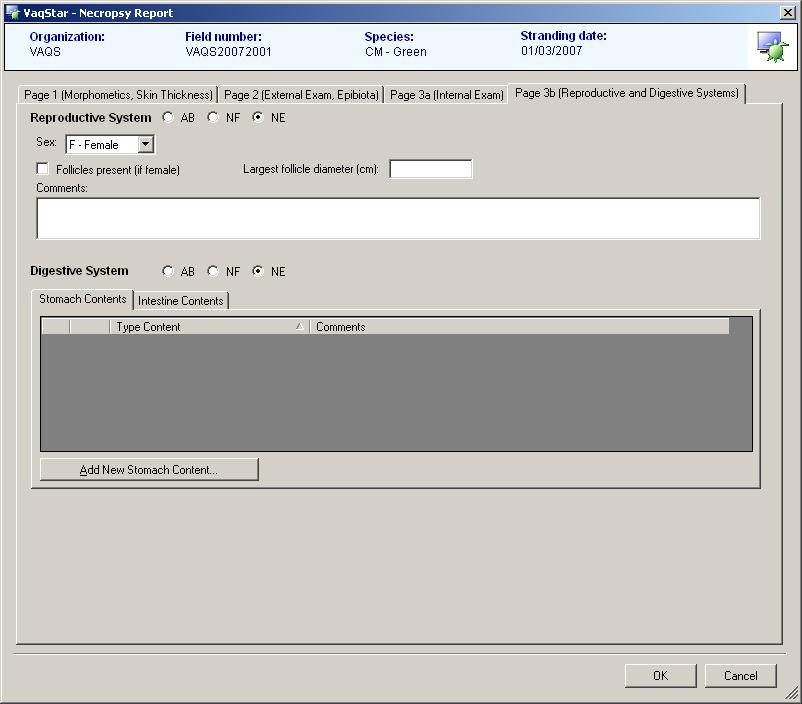 VaqStar - Necropsy Report
Organization: Field number: Species: Stranding date:
VAQS VAQS20072001 CM - Green 01/03/2007
Page 1 (Morphometics, Skin Thickness) Page 2 (External Exam, Epibiota) Page 3a (Internal Exam) Page 3b (Reproductive and Digestive Systems)
Reproductive System AB NF NE
Sex: F - Female
Follicles present (if female) Largest follicle diameter (cm):
Comments:
Digestive System AB NF NE
Stomach Contents Intestine Contents
Type Content Comments
Add New Stomach Content...
OK Cancel